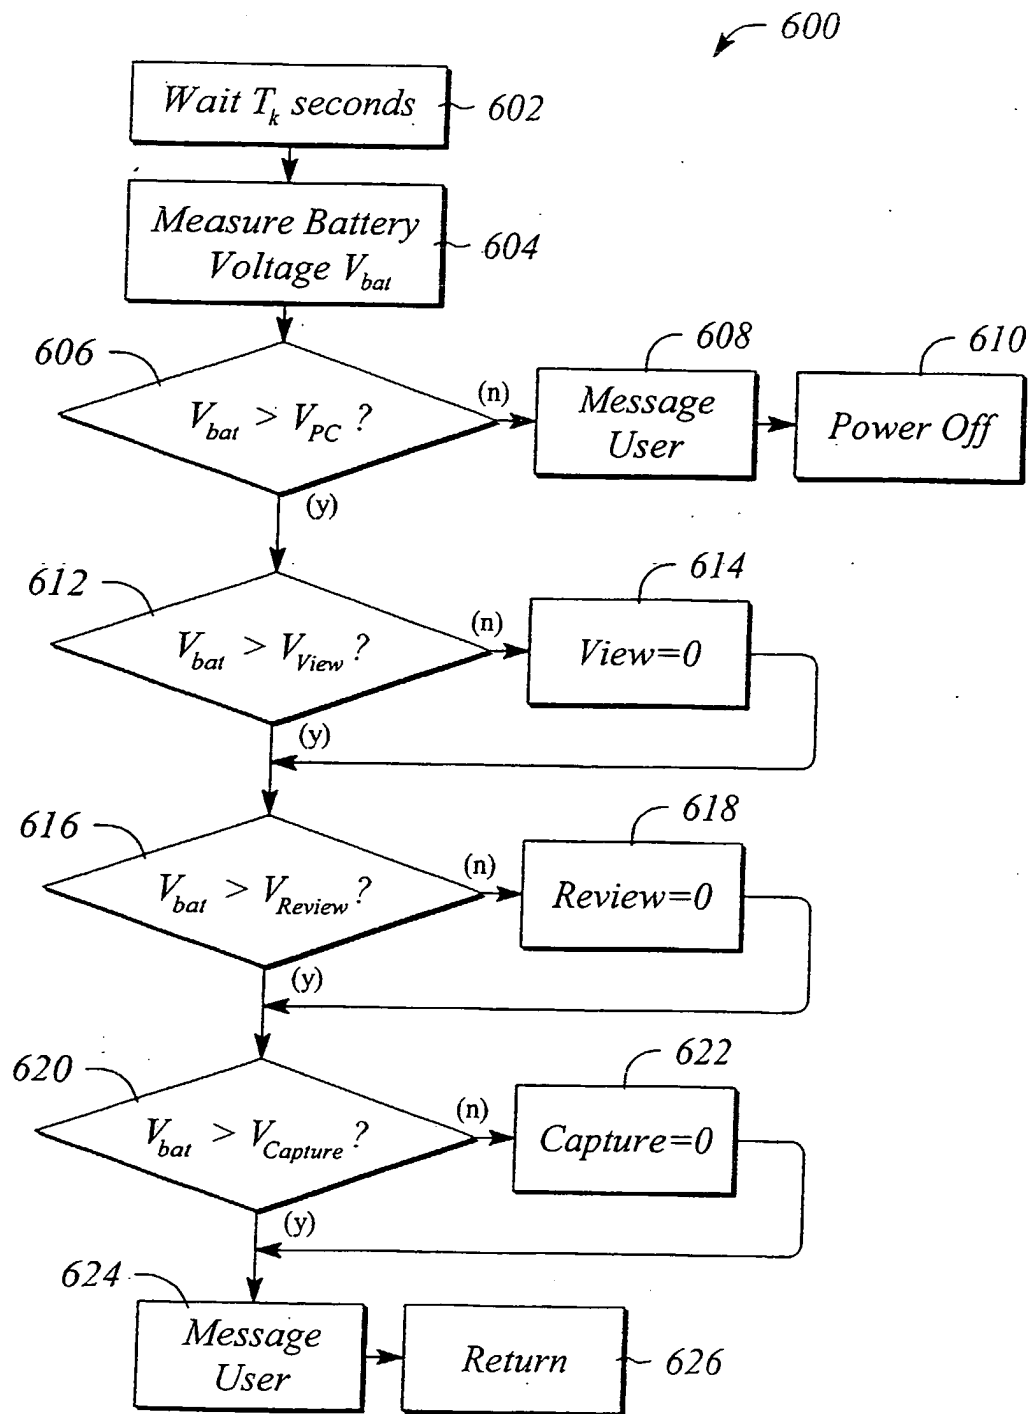 600
Wait T_k seconds
602
Measure Battery
Voltage V_bat
604
606
V_bat > V_PC ?
(n)
(y)
608
Message
User
610
Power Off
612
V_bat > V_View ?
(n)
(y)
614
View=0
616
V_bat > V_Review ?
(n)
(y)
618
Review=0
620
V_bat > V_Capture ?
(n)
(y)
622
Capture=0
624
Message
User
Return
626